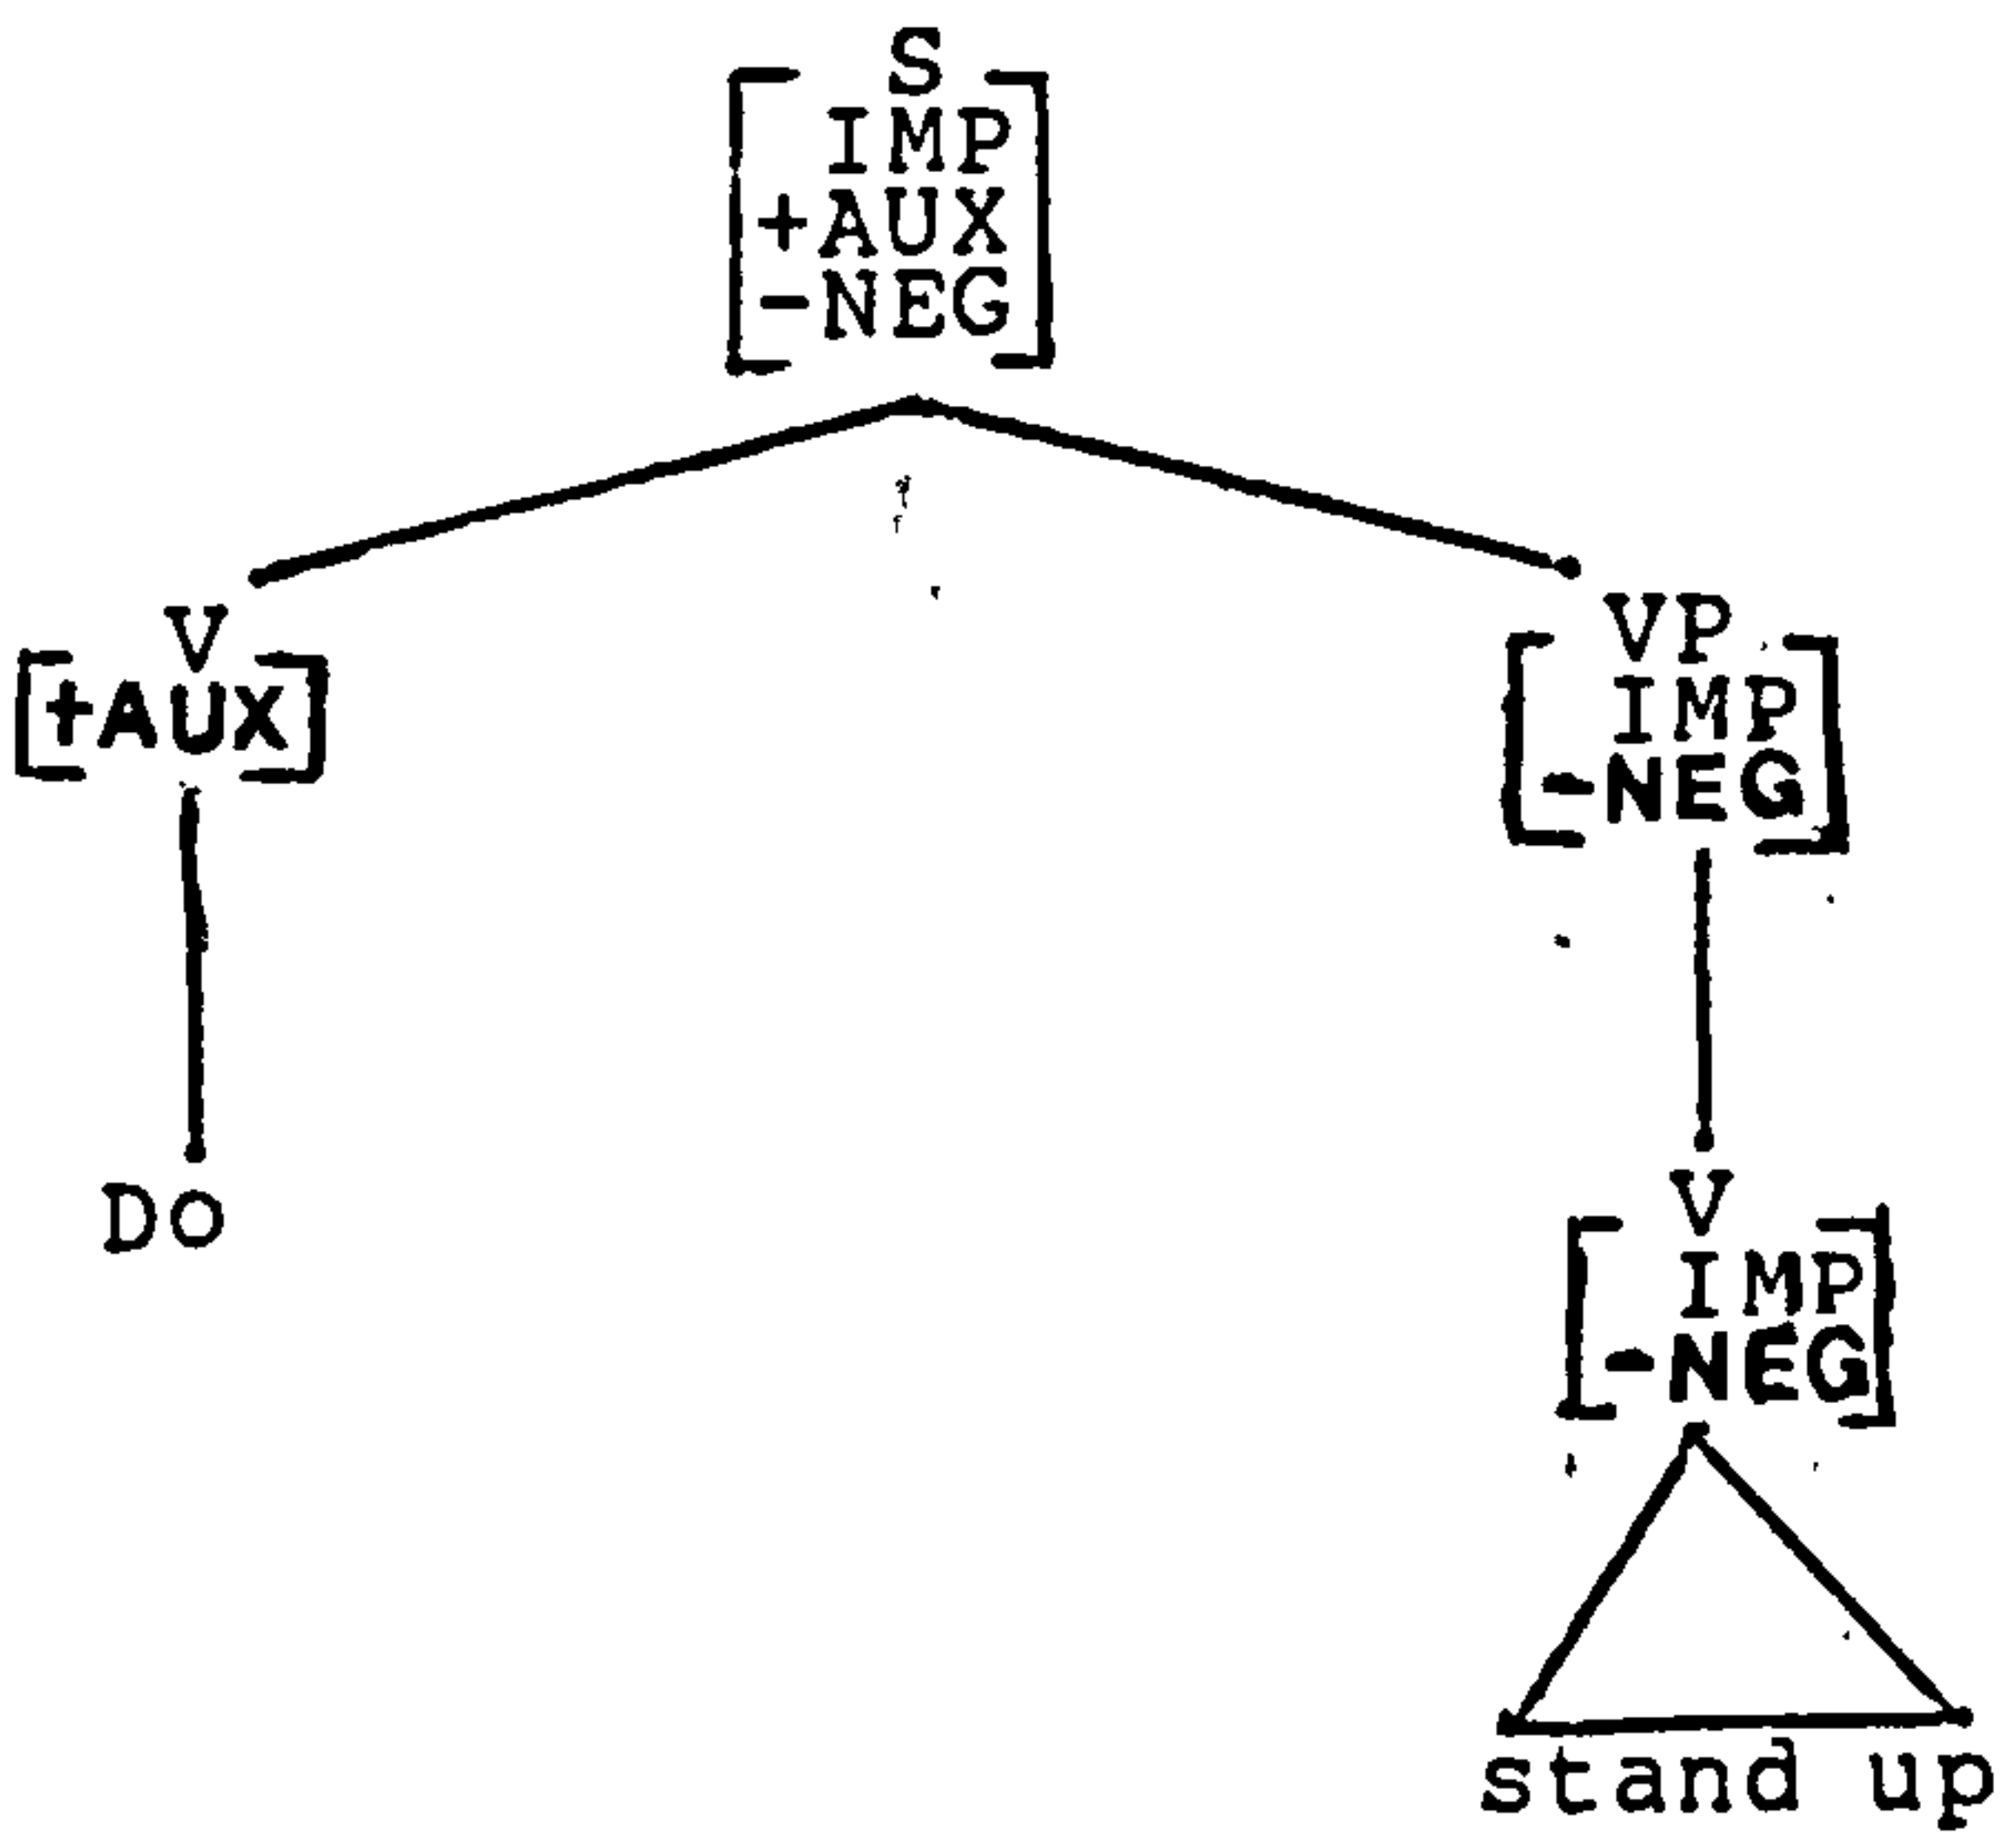 S
IMP
+AUX
-NEG
V
+AUX
VP
IMP
-NEG
DO
V
IMP
-NEG
stand up